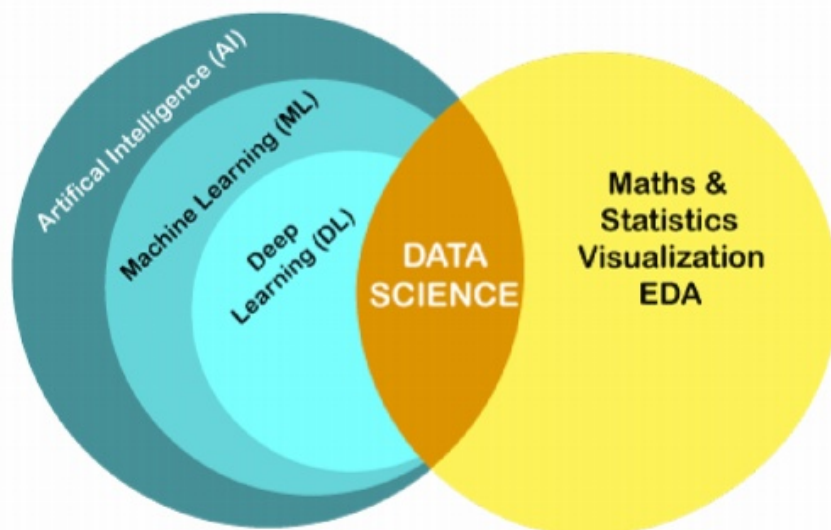 Artifical Intelligence (AI)
Machine Learning (ML)
Deep
Learning (DL)
DATA
SCIENCE
Maths &
Statistics
Visualization
EDA